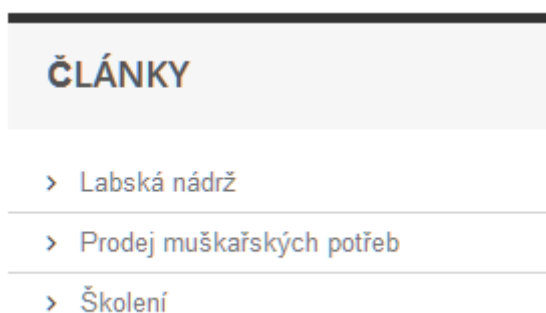 ČLÁNKY
Labská nádrž
Prodej muškařských potřeb
Školení